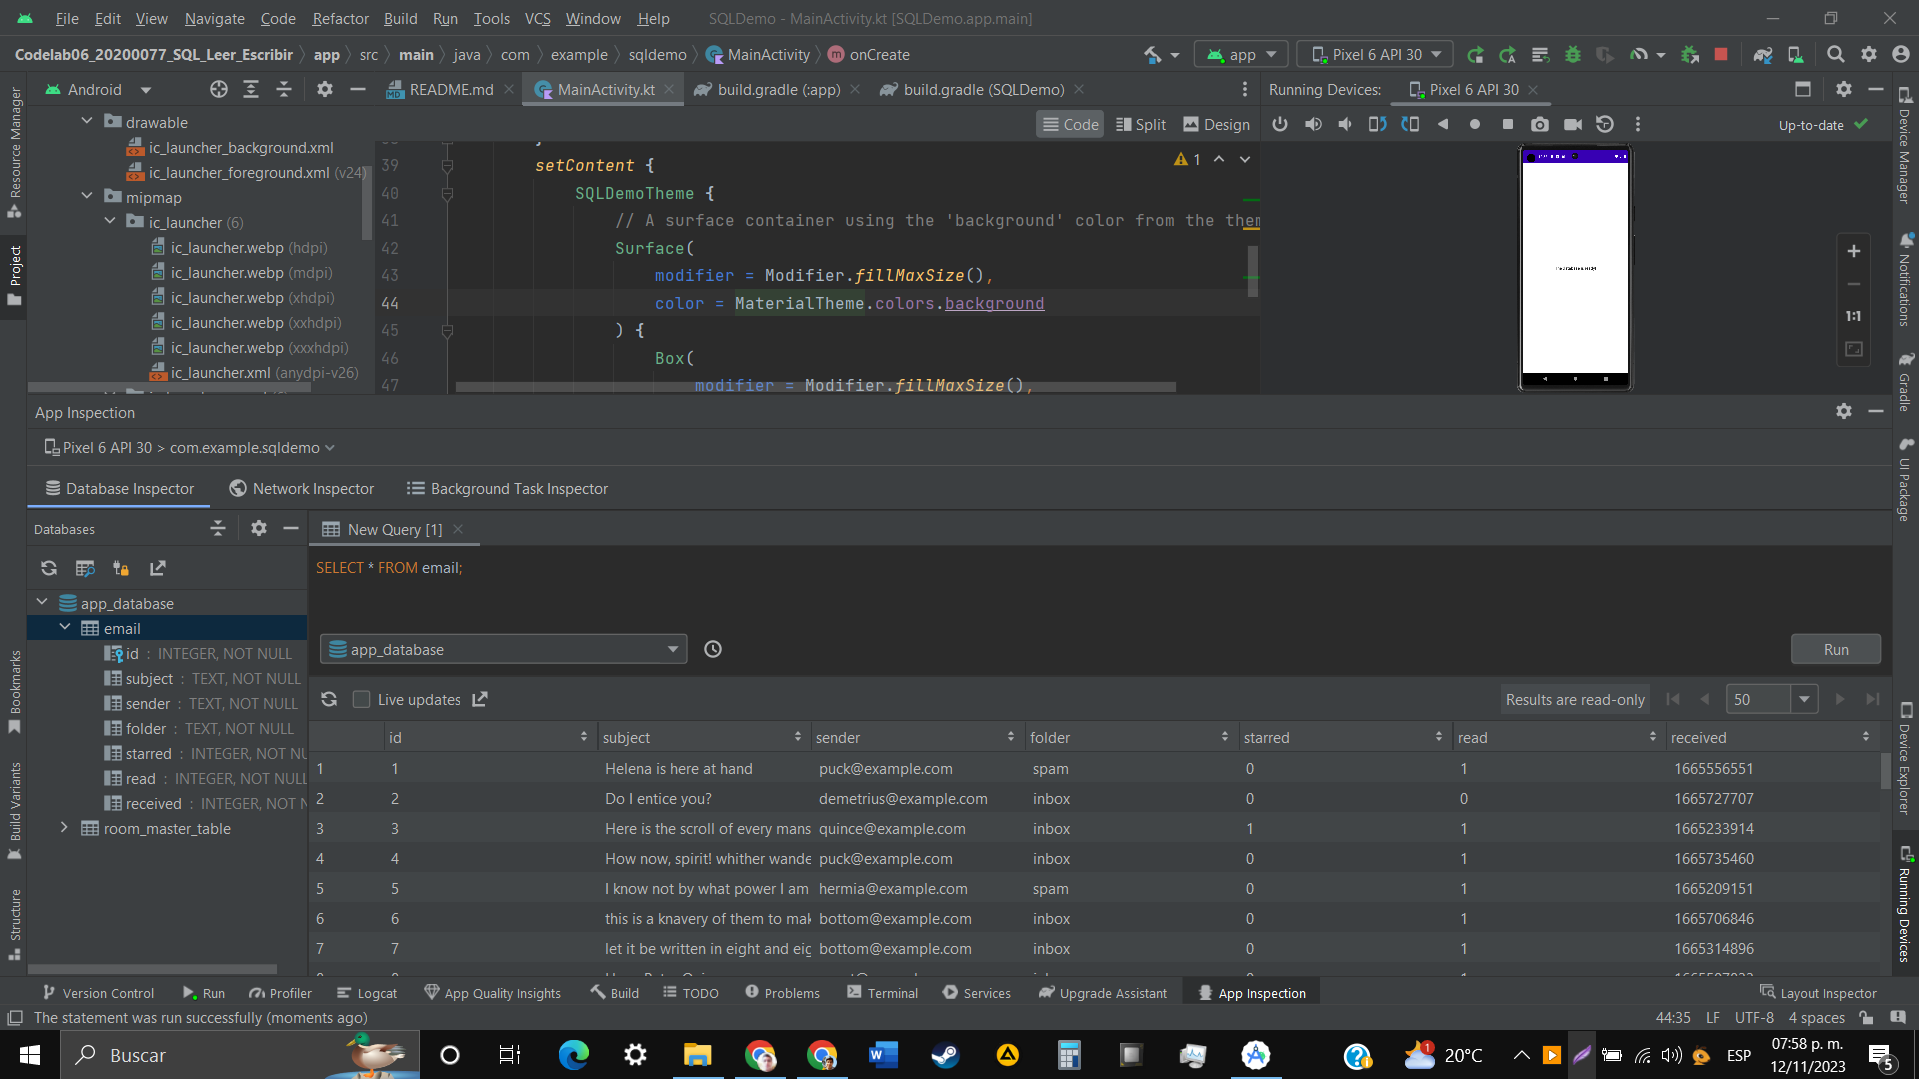 File Edit View Navigate Code Refactor Build Run Tools VCS Window Help SQLDemo - MainActivity.kt [SQLDemo.app.main]
Codelab06_20200077_SQL_Leer_Escribir app src main java com example sqldemo MainActivity onCreate app Pixel 6 API 30
Android README.md MainActivity.kt build.gradle (:app) build.gradle (SQLDemo) Running Devices: Pixel 6 API 30
Code Split Design Up-to-date
drawable
ic_launcher_background.xml
ic_launcher_foreground.xml (v24)
mipmap
ic_launcher (6)
ic_launcher.webp (hdpi)
ic_launcher.webp (mdpi)
ic_launcher.webp (xhdpi)
ic_launcher.webp (xxhdpi)
ic_launcher.webp (xxxhdpi)
ic_launcher.xml (anydpi-v26)
39 setContent {
40 SQLDemoTheme {
41 // A surface container using the 'background' color from the them
42 Surface(
43 modifier = Modifier.fillMaxSize(),
44 color = MaterialTheme.colors.background
45 ) {
46 Box(
47 modifier = Modifier.fillMaxSize(),
1
1:1
Resource Manager
Project
Bookmarks
Build Variants
Structure
Device Manager
Notifications
Gradle
UI Package
Device Explorer
Running Devices
App Inspection
Pixel 6 API 30 > com.example.sqldemo
Database Inspector Network Inspector Background Task Inspector
Databases New Query [1]
SELECT * FROM email;
app_database
email
id : INTEGER, NOT NULL
subject : TEXT, NOT NULL
sender : TEXT, NOT NULL
folder : TEXT, NOT NULL
starred : INTEGER, NOT NU
read : INTEGER, NOT NULL
received : INTEGER, NOT N
room_master_table
app_database Run
Live updates Results are read-only 50
id subject sender folder starred read received
1 1 Helena is here at hand puck@example.com spam 0 1 1665556551
2 2 Do I entice you? demetrius@example.com inbox 0 0 1665727707
3 3 Here is the scroll of every mans quince@example.com inbox 1 1 1665233914
4 4 How now, spirit! whither wande puck@example.com inbox 0 1 1665735460
5 5 I know not by what power I am hermia@example.com spam 0 1 1665209151
6 6 this is a knavery of them to mak bottom@example.com inbox 0 1 1665706846
7 7 let it be written in eight and eig bottom@example.com inbox 0 1 1665314896
Version Control Run Profiler Logcat App Quality Insights Build TODO Problems Terminal Services Upgrade Assistant App Inspection Layout Inspector
The statement was run successfully (moments ago) 44:35 LF UTF-8 4 spaces
Buscar 1 20°C ESP 07:58 p. m.
12/11/2023 5